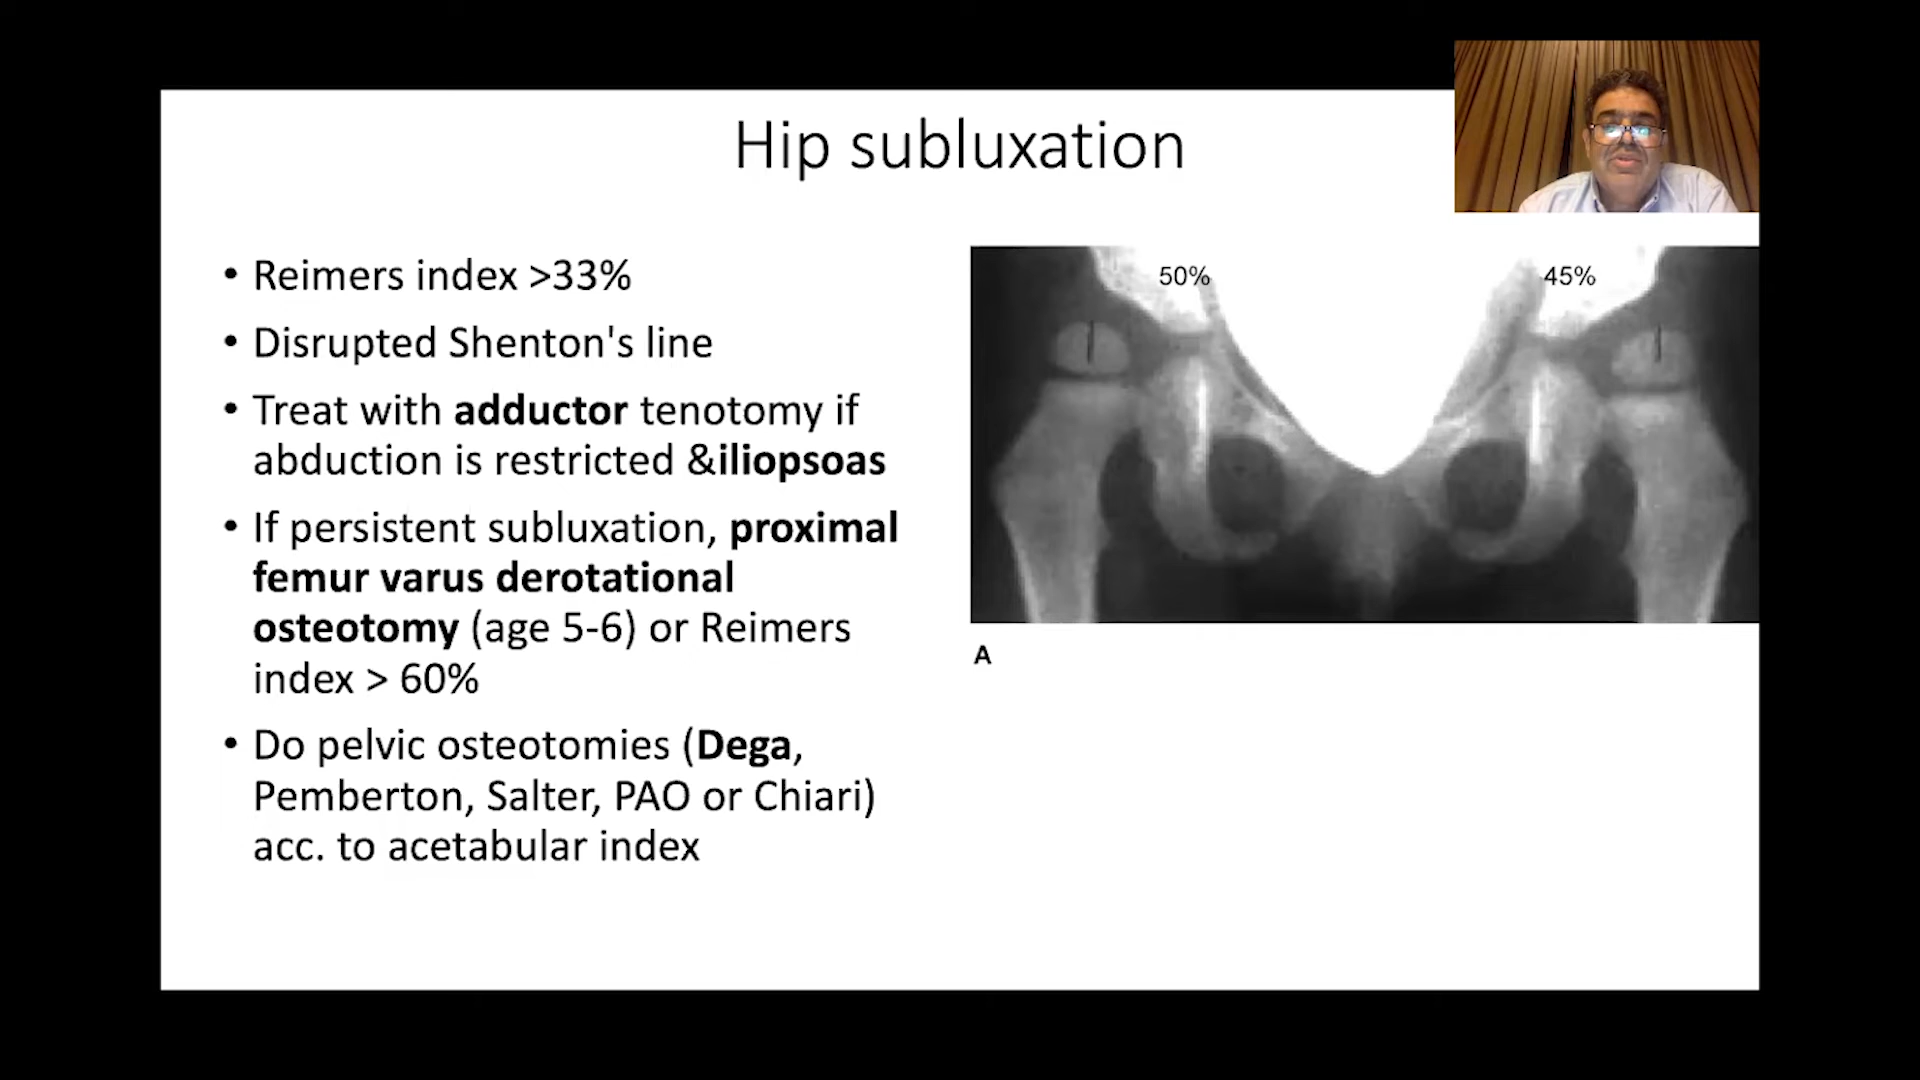 Hip subluxation
• Reimers index >33%
• Disrupted Shenton's line
• Treat with adductor tenotomy if
abduction is restricted &iliopsoas
• If persistent subluxation, proximal
femur varus derotational
osteotomy (age 5-6) or Reimers
index > 60%
• Do pelvic osteotomies (Dega,
Pemberton, Salter, PAO or Chiari)
acc. to acetabular index
50%
45%
A